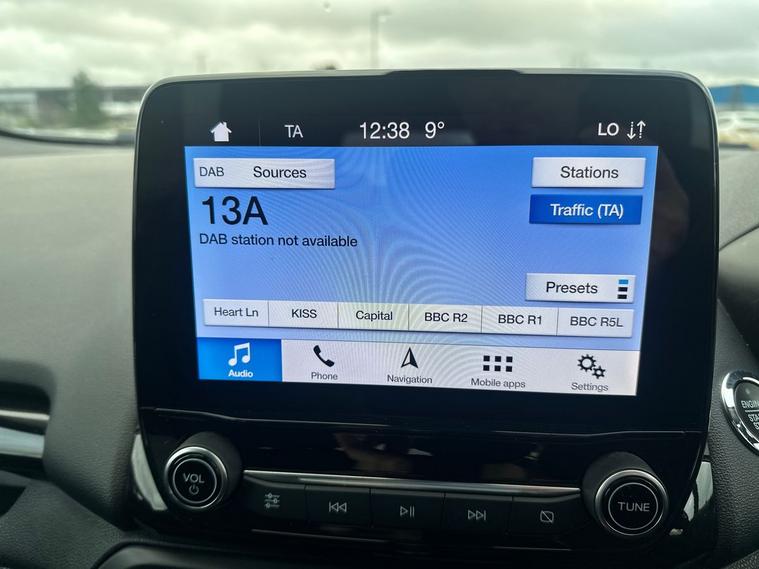 TA 12:38 9° LO
DAB Sources Stations
13A Traffic (TA)
DAB station not available
Presets
Heart Ln KISS Capital BBC R2 BBC R1 BBC R5L
Audio Phone Navigation Mobile apps Settings
VOL TUNE